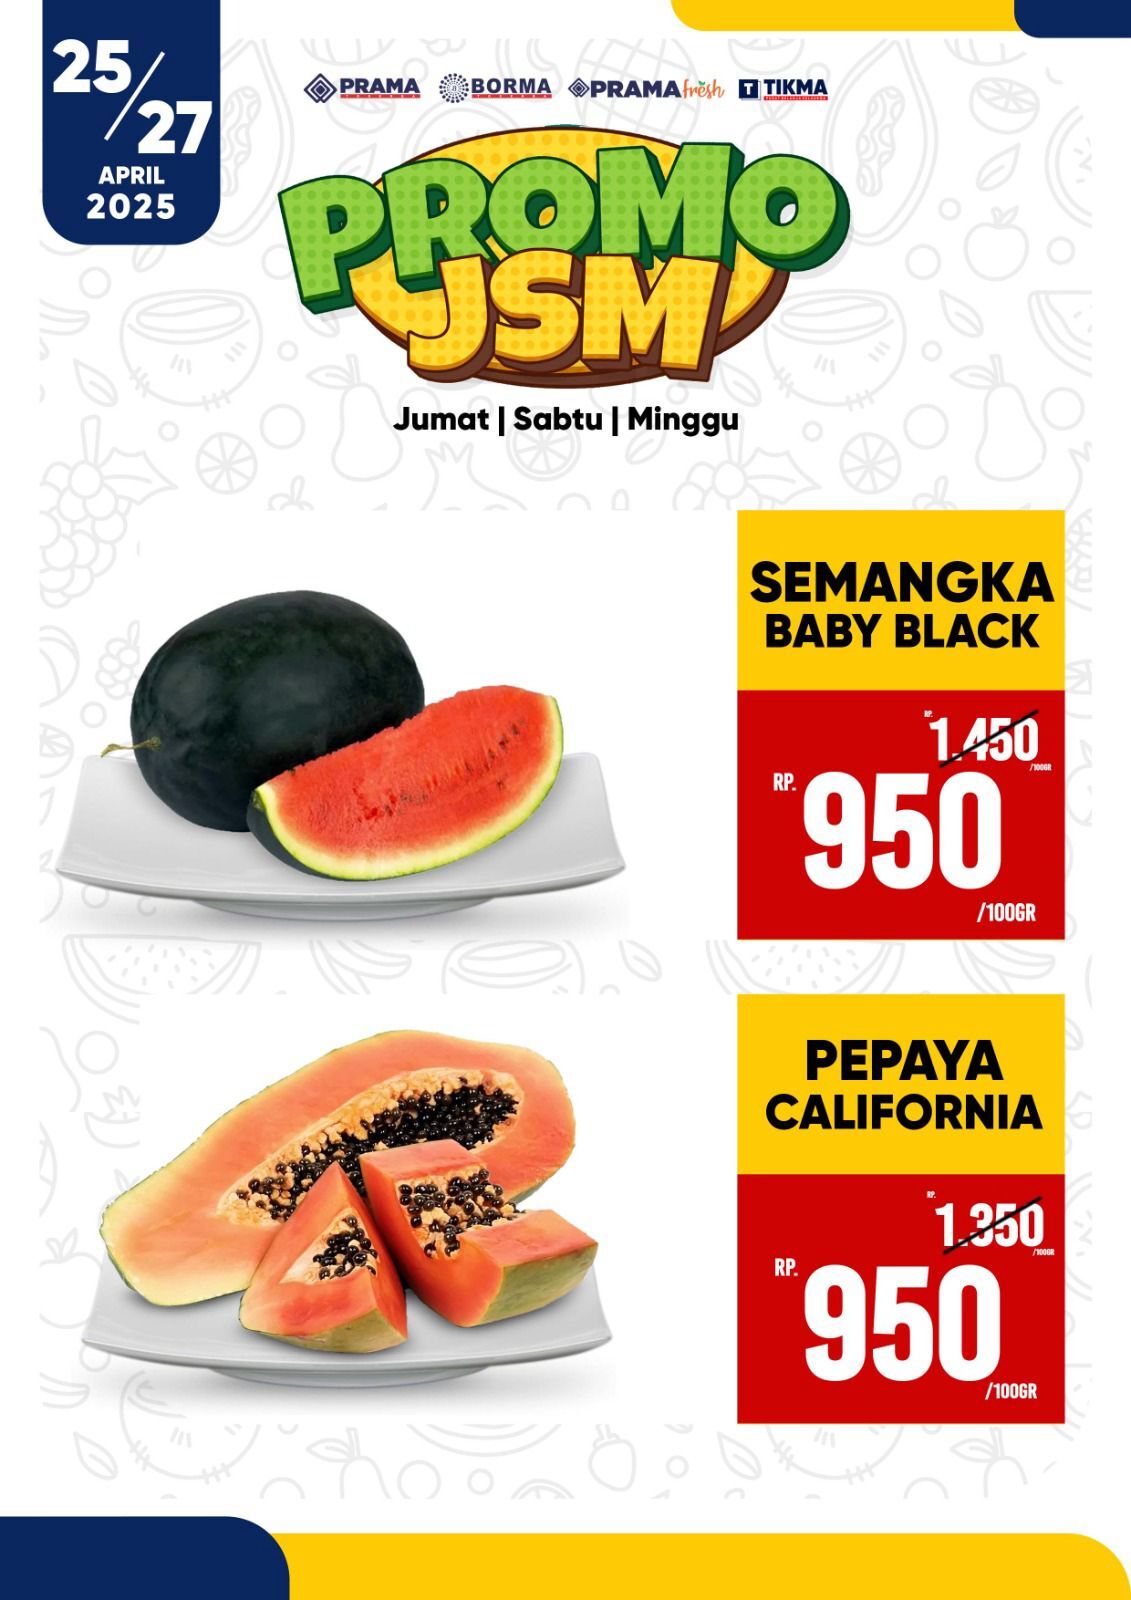 25/27
APRIL
2025
PRAMA
BORMA
PRAMA fresh
TIKMA
PROMO
JSM
Jumat | Sabtu | Minggu
SEMANGKA
BABY BLACK
RP. 1.450 /100GR
RP. 950
/100GR
PEPAYA
CALIFORNIA
RP. 1.350 /100GR
RP. 950
/100GR